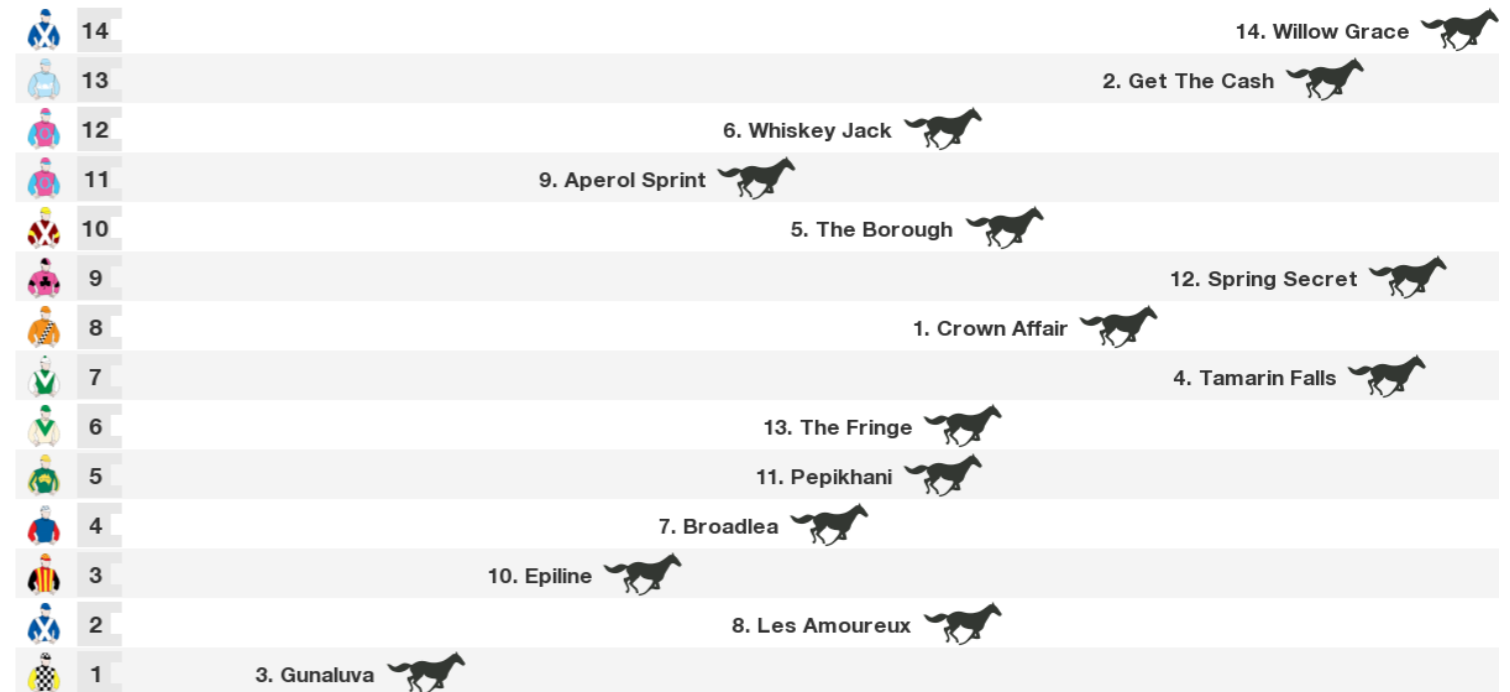 14 14. Willow Grace
13 2. Get The Cash
12 6. Whiskey Jack
11 9. Aperol Sprint
10 5. The Borough
9 12. Spring Secret
8 1. Crown Affair
7 4. Tamarin Falls
6 13. The Fringe
5 11. Pepikhani
4 7. Broadlea
3 10. Epiline
2 8. Les Amoureux
1 3. Gunaluva